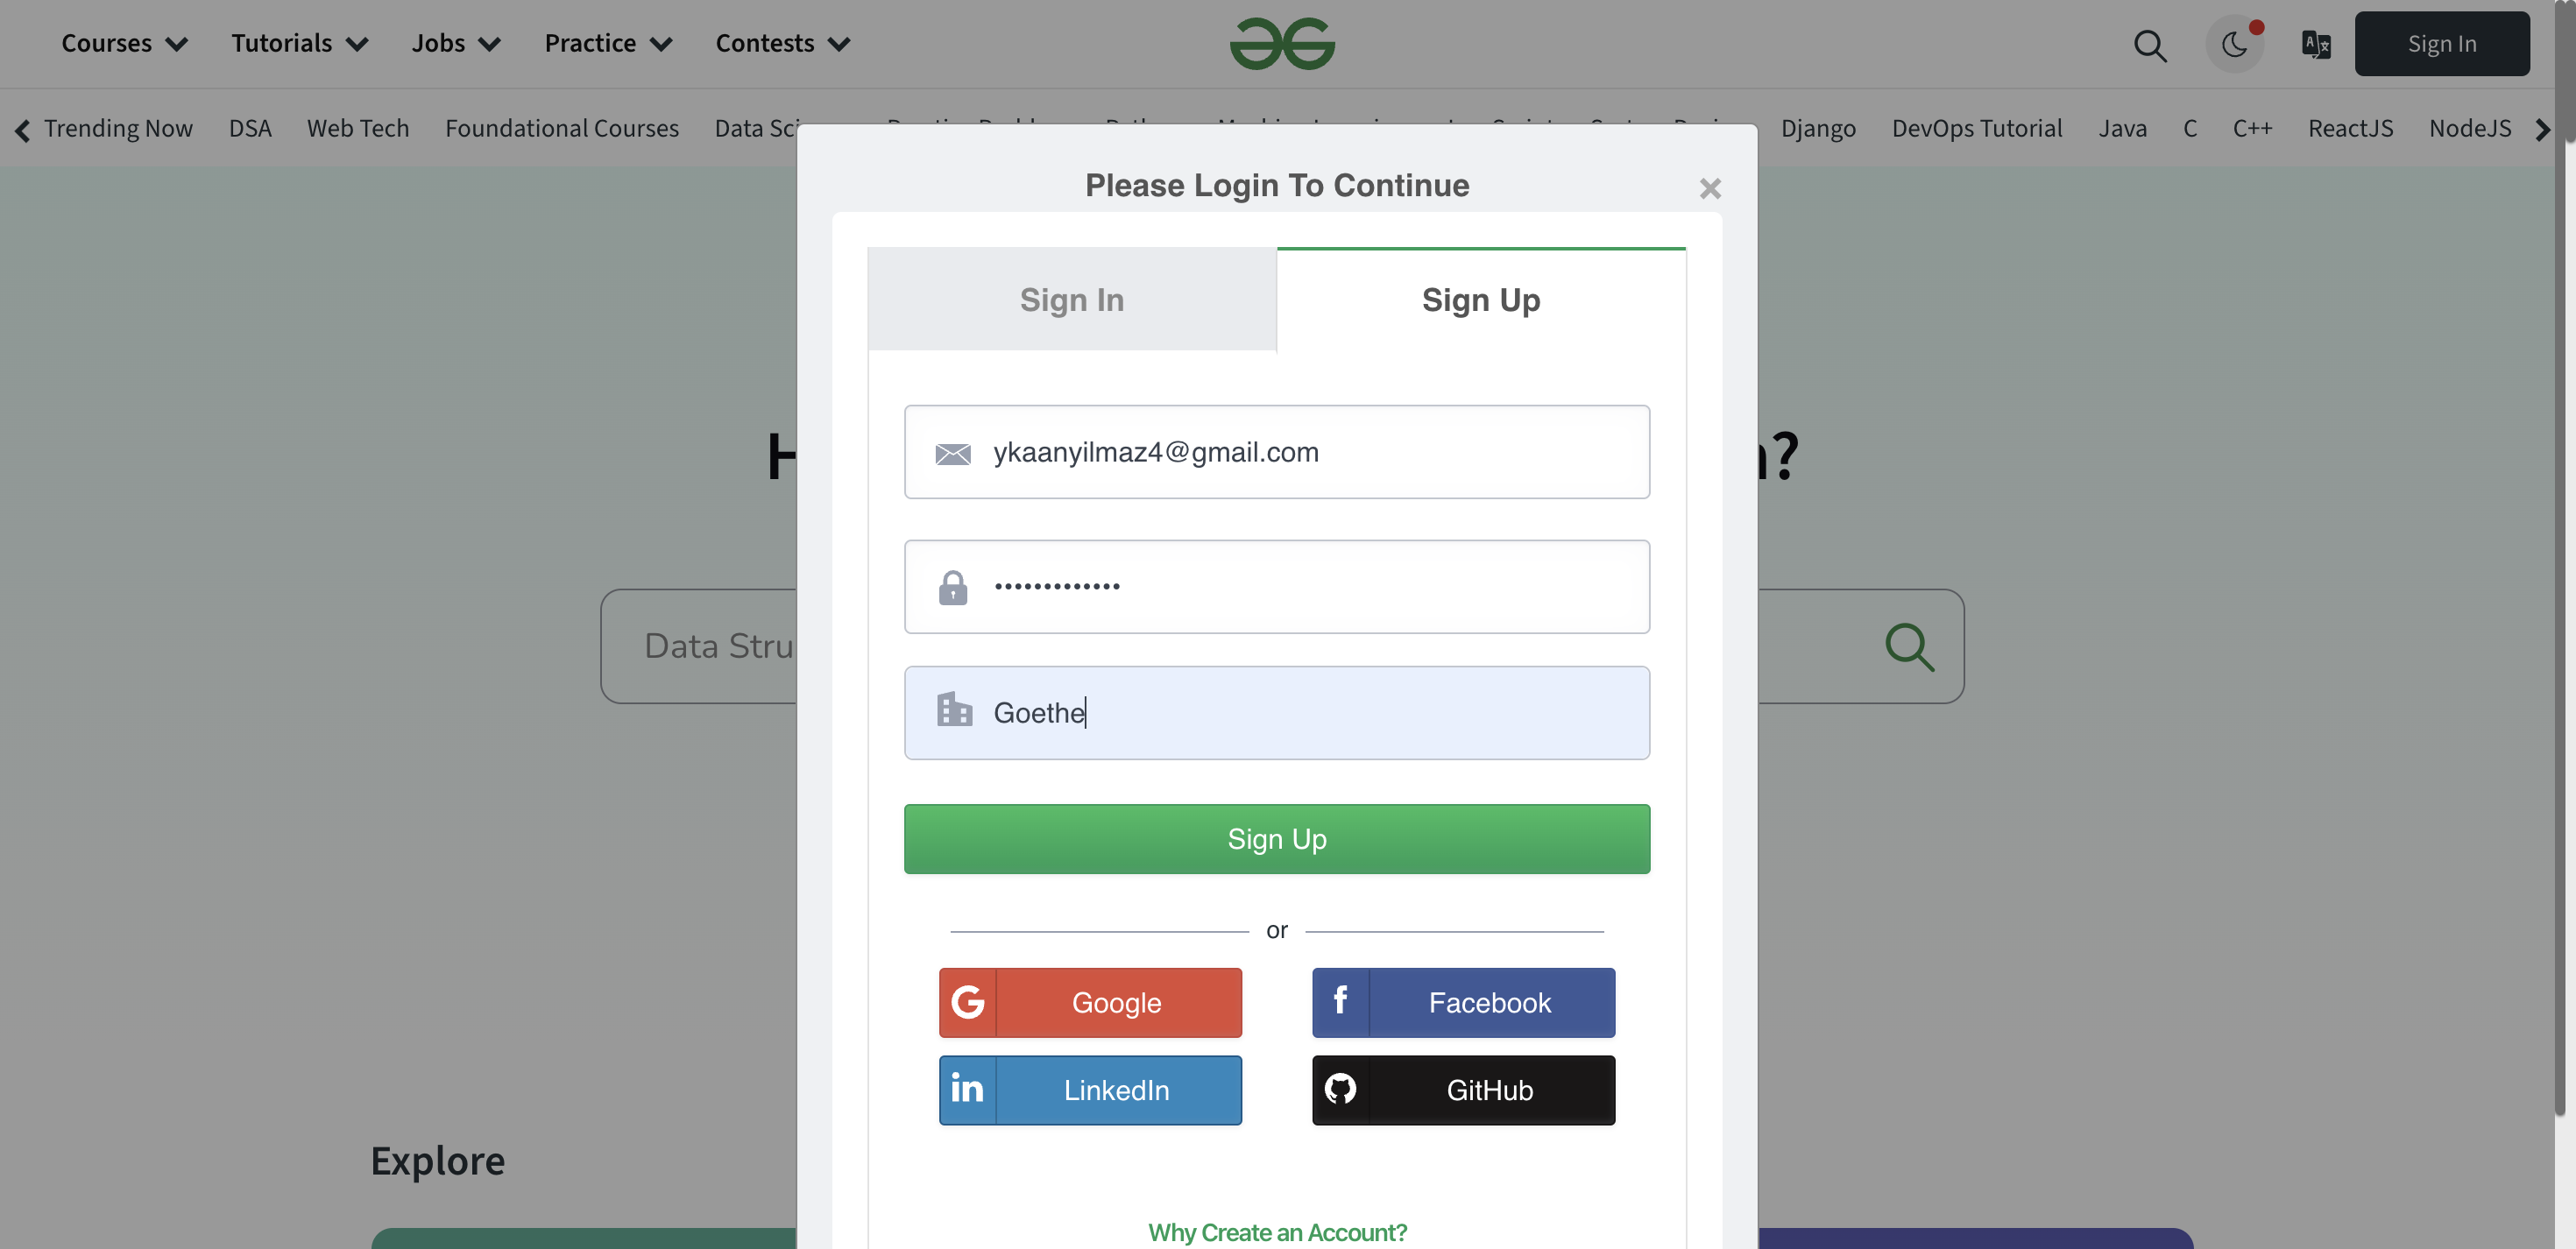 Courses Tutorials Jobs Practice Contests Sign In
Trending Now DSA Web Tech Foundational Courses Data Sci Django DevOps Tutorial Java C C++ ReactJS NodeJS
Please Login To Continue
×
Sign In Sign Up
ykaanyilmaz4@gmail.com
H ?
•••••••••••••
Data Stru
Goethe
Sign Up
or
G Google f Facebook
in LinkedIn GitHub
Explore
Why Create an Account?